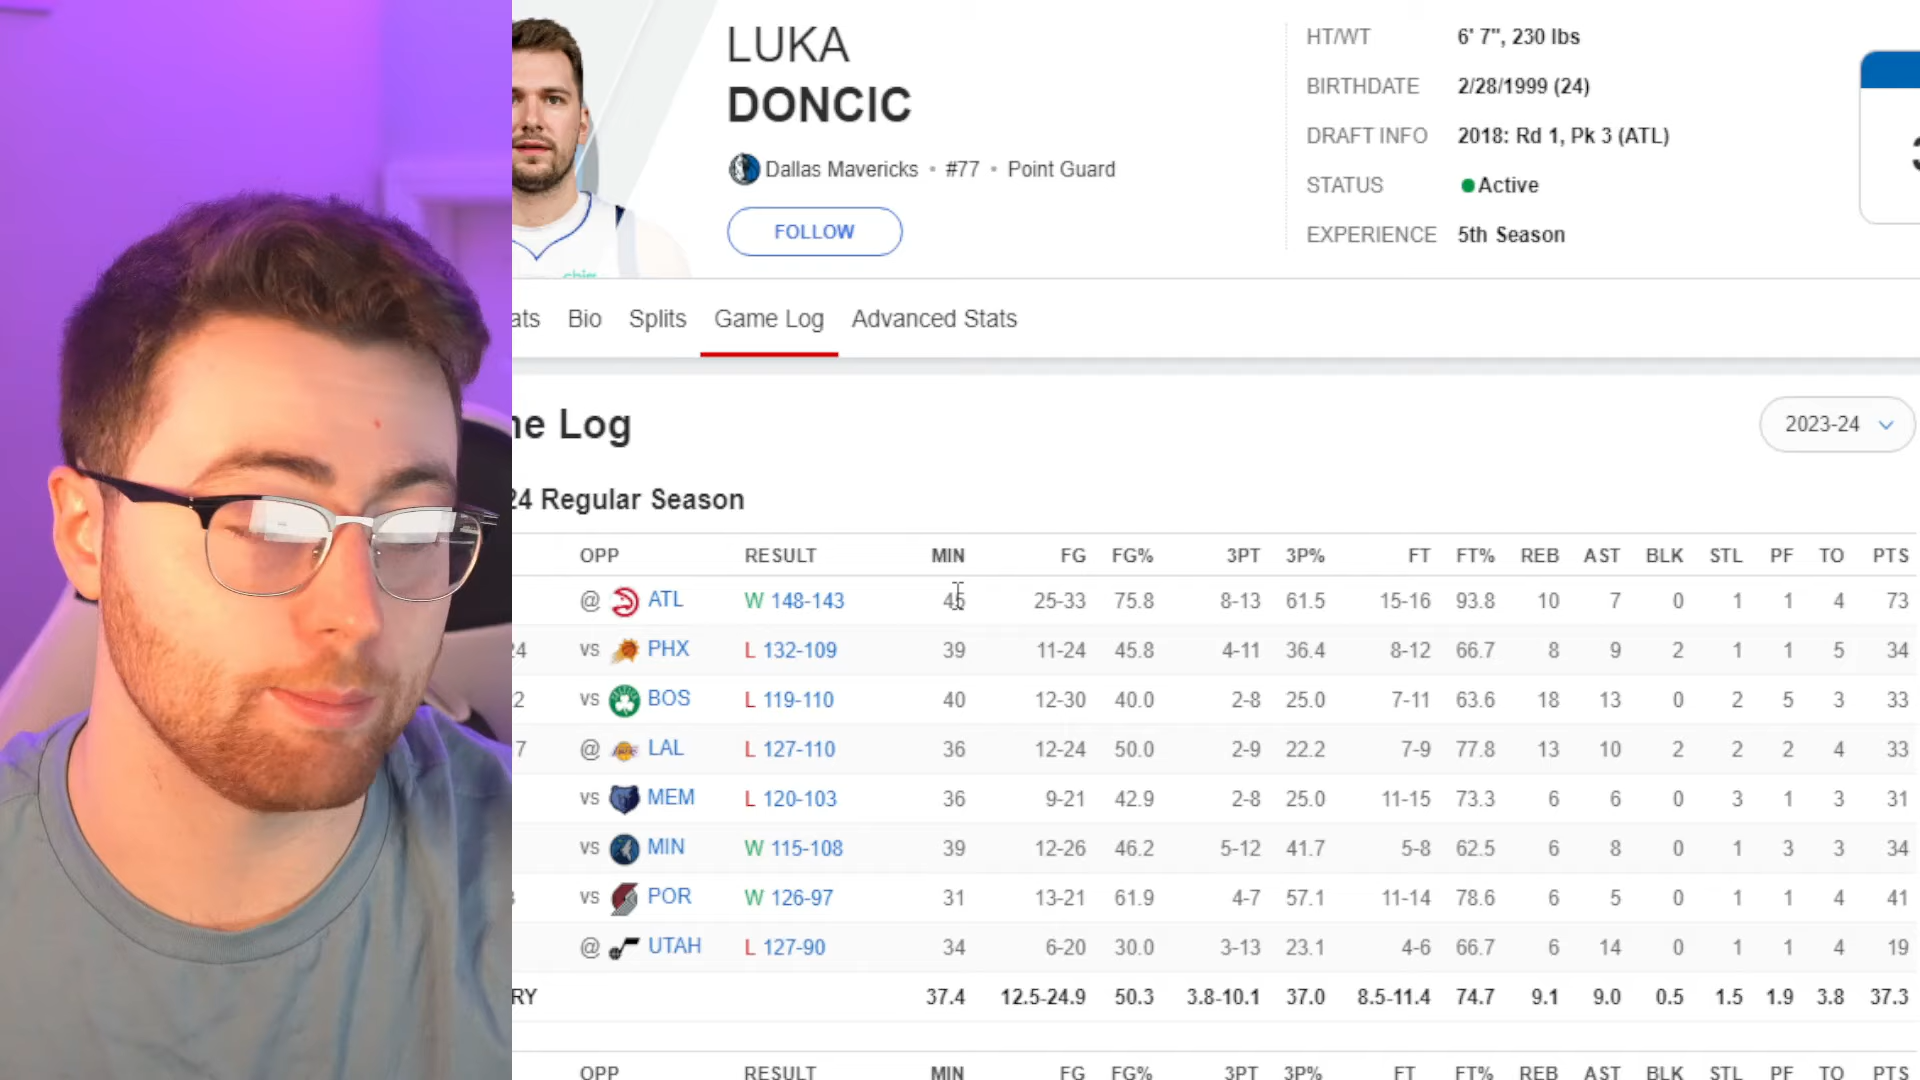 LUKA
DONCIC
Dallas Mavericks • #77 • Point Guard
FOLLOW
HT/WT 6' 7", 230 lbs
BIRTHDATE 2/28/1999 (24)
DRAFT INFO 2018: Rd 1, Pk 3 (ATL)
STATUS Active
EXPERIENCE 5th Season
ats Bio Splits Game Log Advanced Stats
ne Log
2023-24
24 Regular Season
OPP RESULT MIN FG FG% 3PT 3P% FT FT% REB AST BLK STL PF TO PTS
@ ATL W 148-143 45 25-33 75.8 8-13 61.5 15-16 93.8 10 7 0 1 1 4 73
24 vs PHX L 132-109 39 11-24 45.8 4-11 36.4 8-12 66.7 8 9 2 1 1 5 34
2 vs BOS L 119-110 40 12-30 40.0 2-8 25.0 7-11 63.6 18 13 0 2 5 3 33
7 @ LAL L 127-110 36 12-24 50.0 2-9 22.2 7-9 77.8 13 10 2 2 2 4 33
vs MEM L 120-103 36 9-21 42.9 2-8 25.0 11-15 73.3 6 6 0 3 1 3 31
vs MIN W 115-108 39 12-26 46.2 5-12 41.7 5-8 62.5 6 8 0 1 3 3 34
vs POR W 126-97 31 13-21 61.9 4-7 57.1 11-14 78.6 6 5 0 1 1 4 41
@ UTAH L 127-90 34 6-20 30.0 3-13 23.1 4-6 66.7 6 14 0 1 1 4 19
RY 37.4 12.5-24.9 50.3 3.8-10.1 37.0 8.5-11.4 74.7 9.1 9.0 0.5 1.5 1.9 3.8 37.3
OPP RESULT MIN FG FG% 3PT 3P% FT FT% REB AST BLK STL PF TO PTS